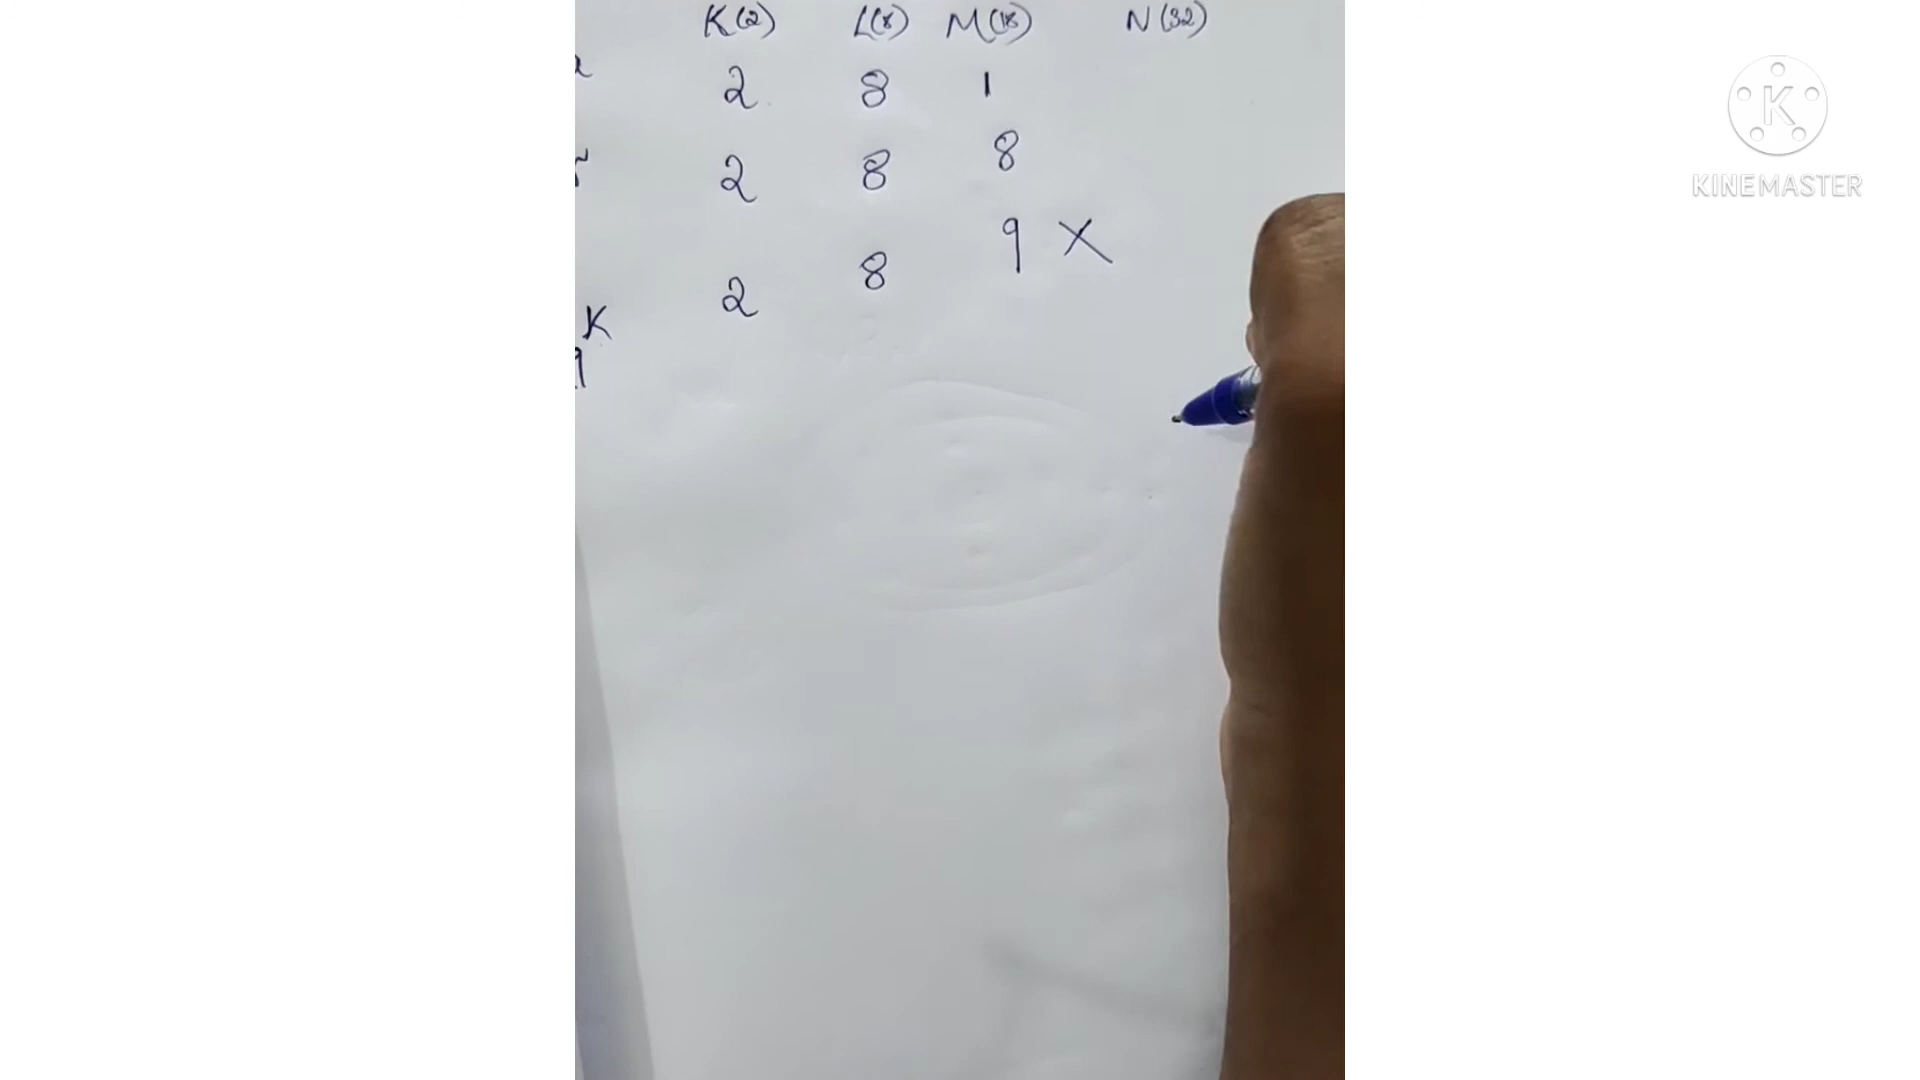 K(2) L(8) M(18) N(32)
2 8 1
2 8 8
2 8 9 X
K
K
KINEMASTER